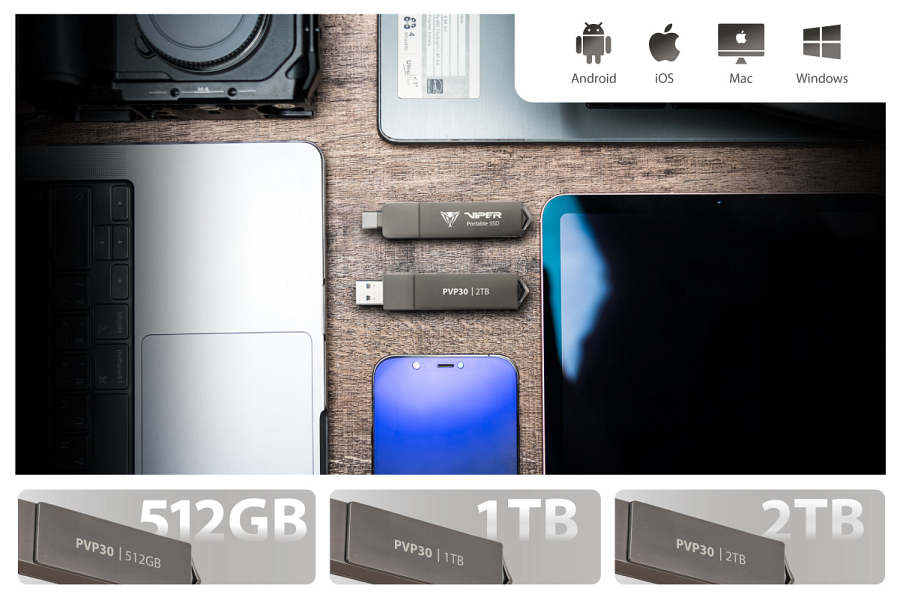 Android
iOS
Mac
Windows
VIPER
Portable SSD
PVP30 | 2TB
512GB
PVP30 | 512GB
1TB
PVP30 | 1TB
2TB
PVP30 | 2TB